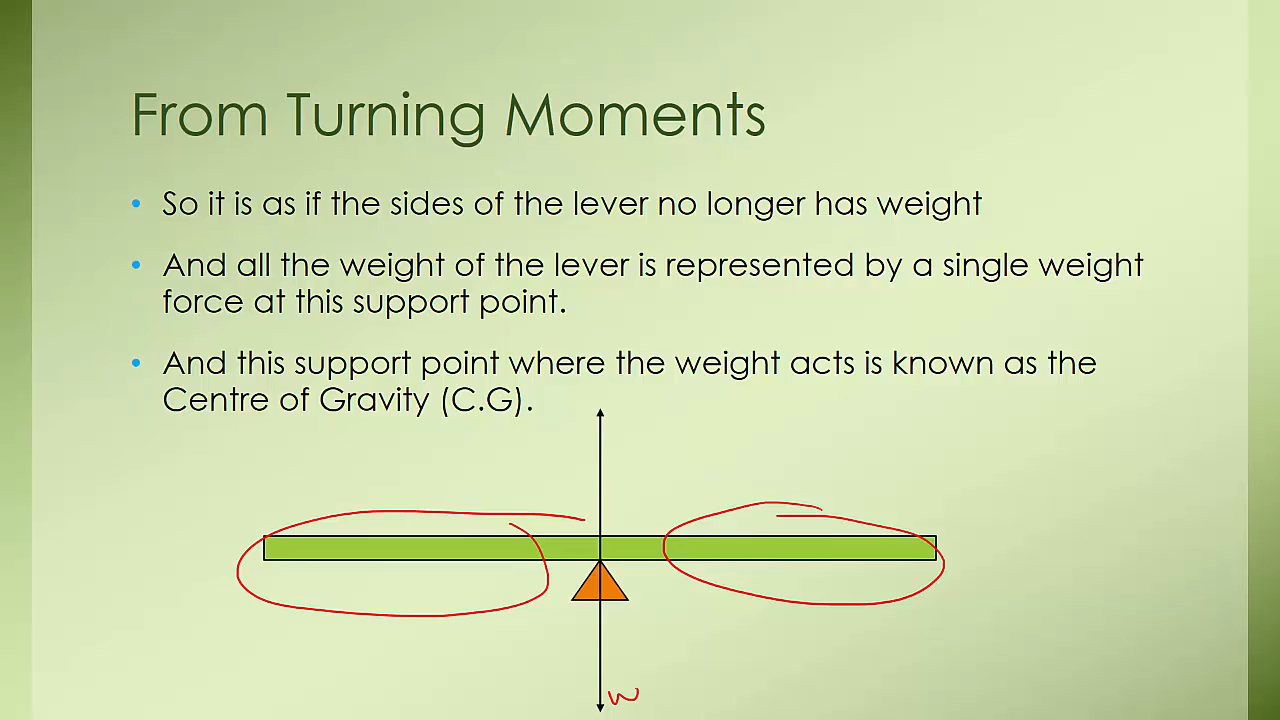 From Turning Moments
• So it is as if the sides of the lever no longer has weight
• And all the weight of the lever is represented by a single weight
force at this support point.
• And this support point where the weight acts is known as the
Centre of Gravity (C.G).
W